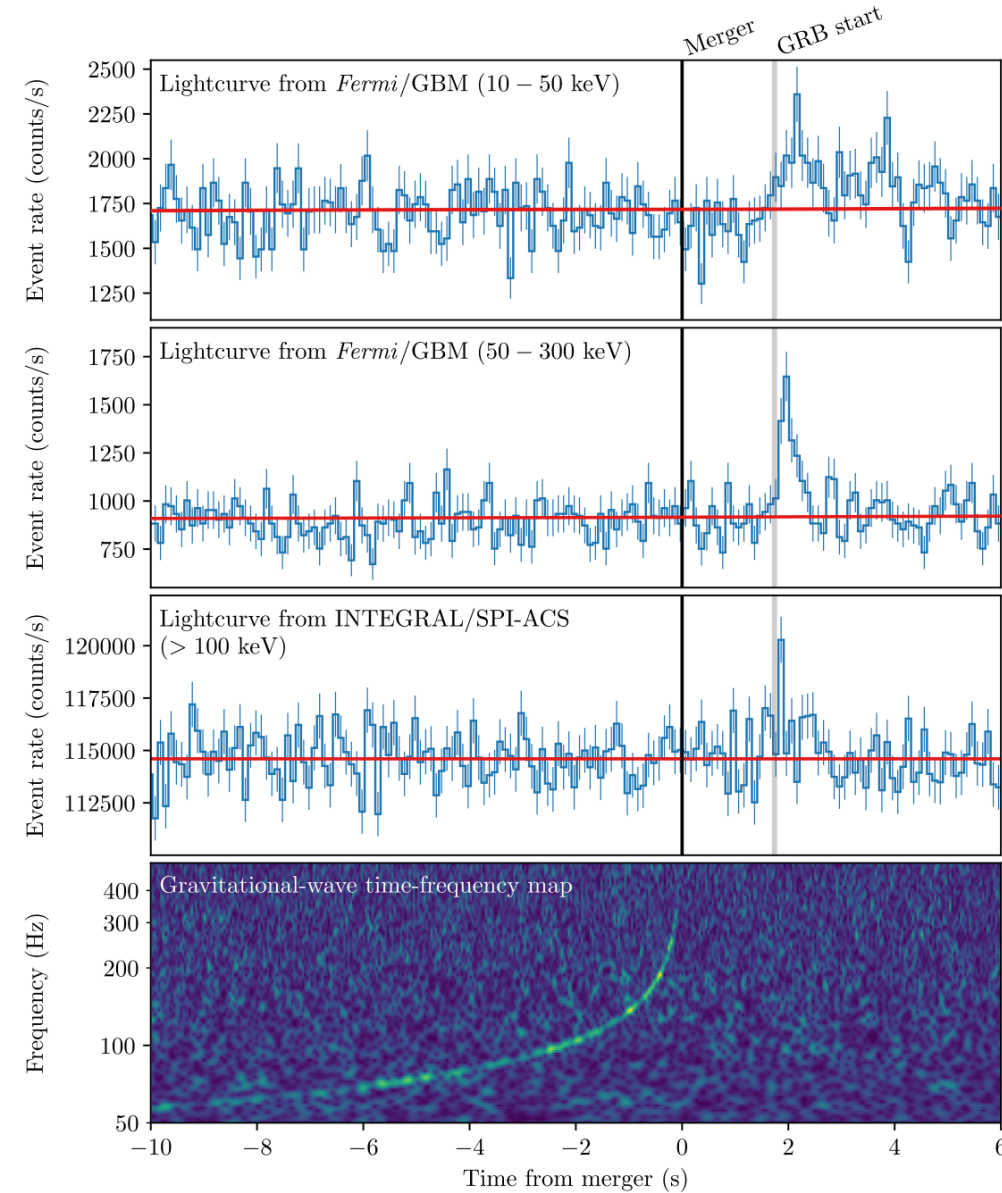 Merger GRB start
Lightcurve from Fermi/GBM (10 − 50 keV)
Event rate (counts/s)
2500
2250
2000
1750
1500
1250
Lightcurve from Fermi/GBM (50 − 300 keV)
Event rate (counts/s)
1750
1500
1250
1000
750
Lightcurve from INTEGRAL/SPI-ACS
(> 100 keV)
Event rate (counts/s)
120000
117500
115000
112500
Gravitational-wave time-frequency map
Frequency (Hz)
400
300
200
100
50
−10 −8 −6 −4 −2 0 2 4 6
Time from merger (s)